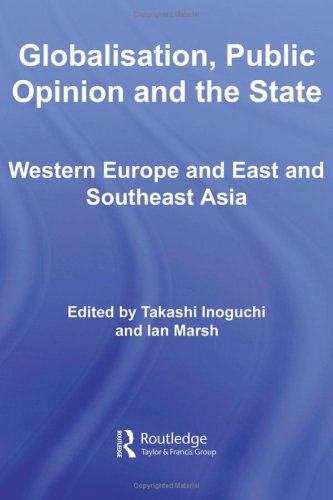 Globalisation, Public
Opinion and the State
Western Europe and East and
Southeast Asia
Edited by Takashi Inoguchi
and Ian Marsh
ROUTLEDGE
Routledge
Taylor & Francis Group